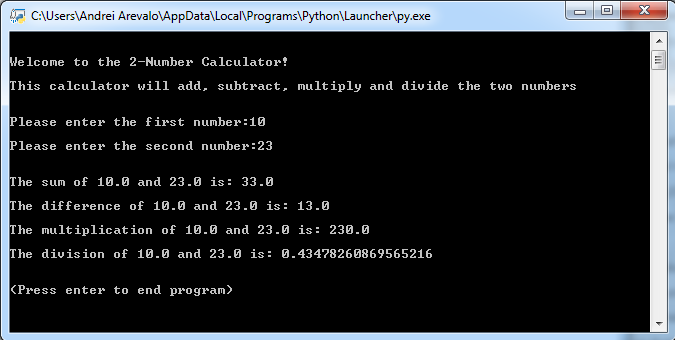 C:\Users\Andrei Arevalo\AppData\Local\Programs\Python\Launcher\py.exe
Welcome to the 2-Number Calculator!
This calculator will add, subtract, multiply and divide the two numbers
Please enter the first number:10
Please enter the second number:23
The sum of 10.0 and 23.0 is: 33.0
The difference of 10.0 and 23.0 is: 13.0
The multiplication of 10.0 and 23.0 is: 230.0
The division of 10.0 and 23.0 is: 0.43478260869565216
(Press enter to end program)